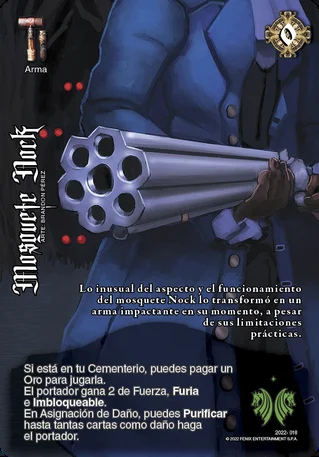 0
Arma
Mosquete Nock
ARTE: BRANDON PÉREZ
Lo inusual del aspecto y el funcionamiento
del mosquete Nock lo transformó en un
arma impactante en su momento, a pesar
de sus limitaciones
prácticas.
Si está en tu Cementerio, puedes pagar un
Oro para jugarla.
El portador gana 2 de Fuerza, Furia
e Imbloqueable.
En Asignación de Daño, puedes Purificar
hasta tantas cartas como daño haga
el portador.
2022- 018
© 2022 FENIX ENTERTAINMENT S.P.A.